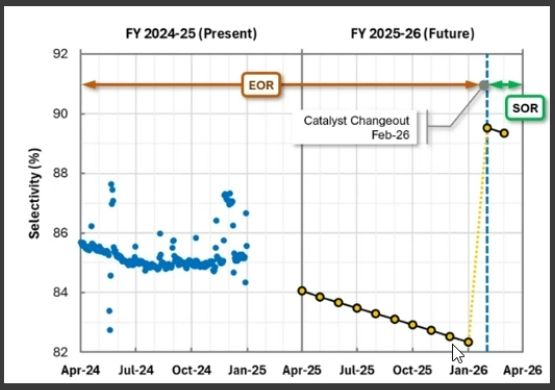 FY 2024-25 (Present)
FY 2025-26 (Future)
92
90
88
86
84
82
Selectivity (%)
EOR
SOR
Catalyst Changeout
Feb-26
Apr-24
Jul-24
Oct-24
Jan-25
Apr-25
Jul-25
Oct-25
Jan-26
Apr-26